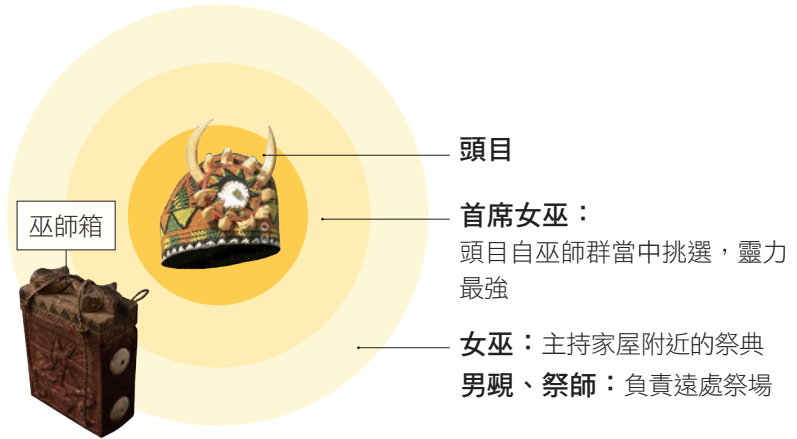 頭目
首席女巫：
頭目自巫師群當中挑選，靈力
最強
巫師箱
女巫：主持家屋附近的祭典
男覡、祭師：負責遠處祭場